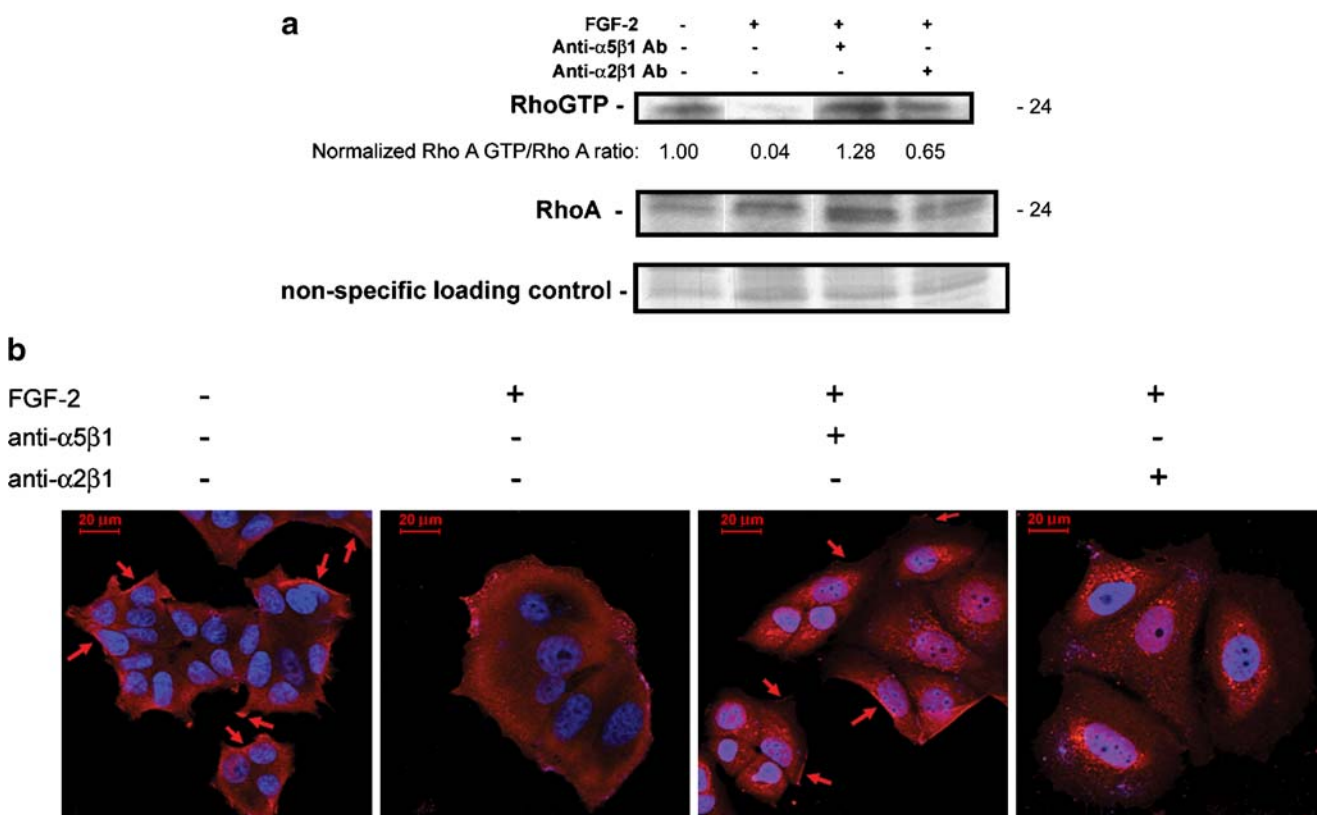 a
FGF-2 - + + +
Anti-α5β1 Ab - - + -
Anti-α2β1 Ab - - - +
RhoGTP - - 24
Normalized Rho A GTP/Rho A ratio: 1.00 0.04 1.28 0.65
RhoA - - 24
non-specific loading control -
b
FGF-2 - + + +
anti-α5β1 - - + -
anti-α2β1 - - - +
20 µm 20 µm 20 µm 20 µm